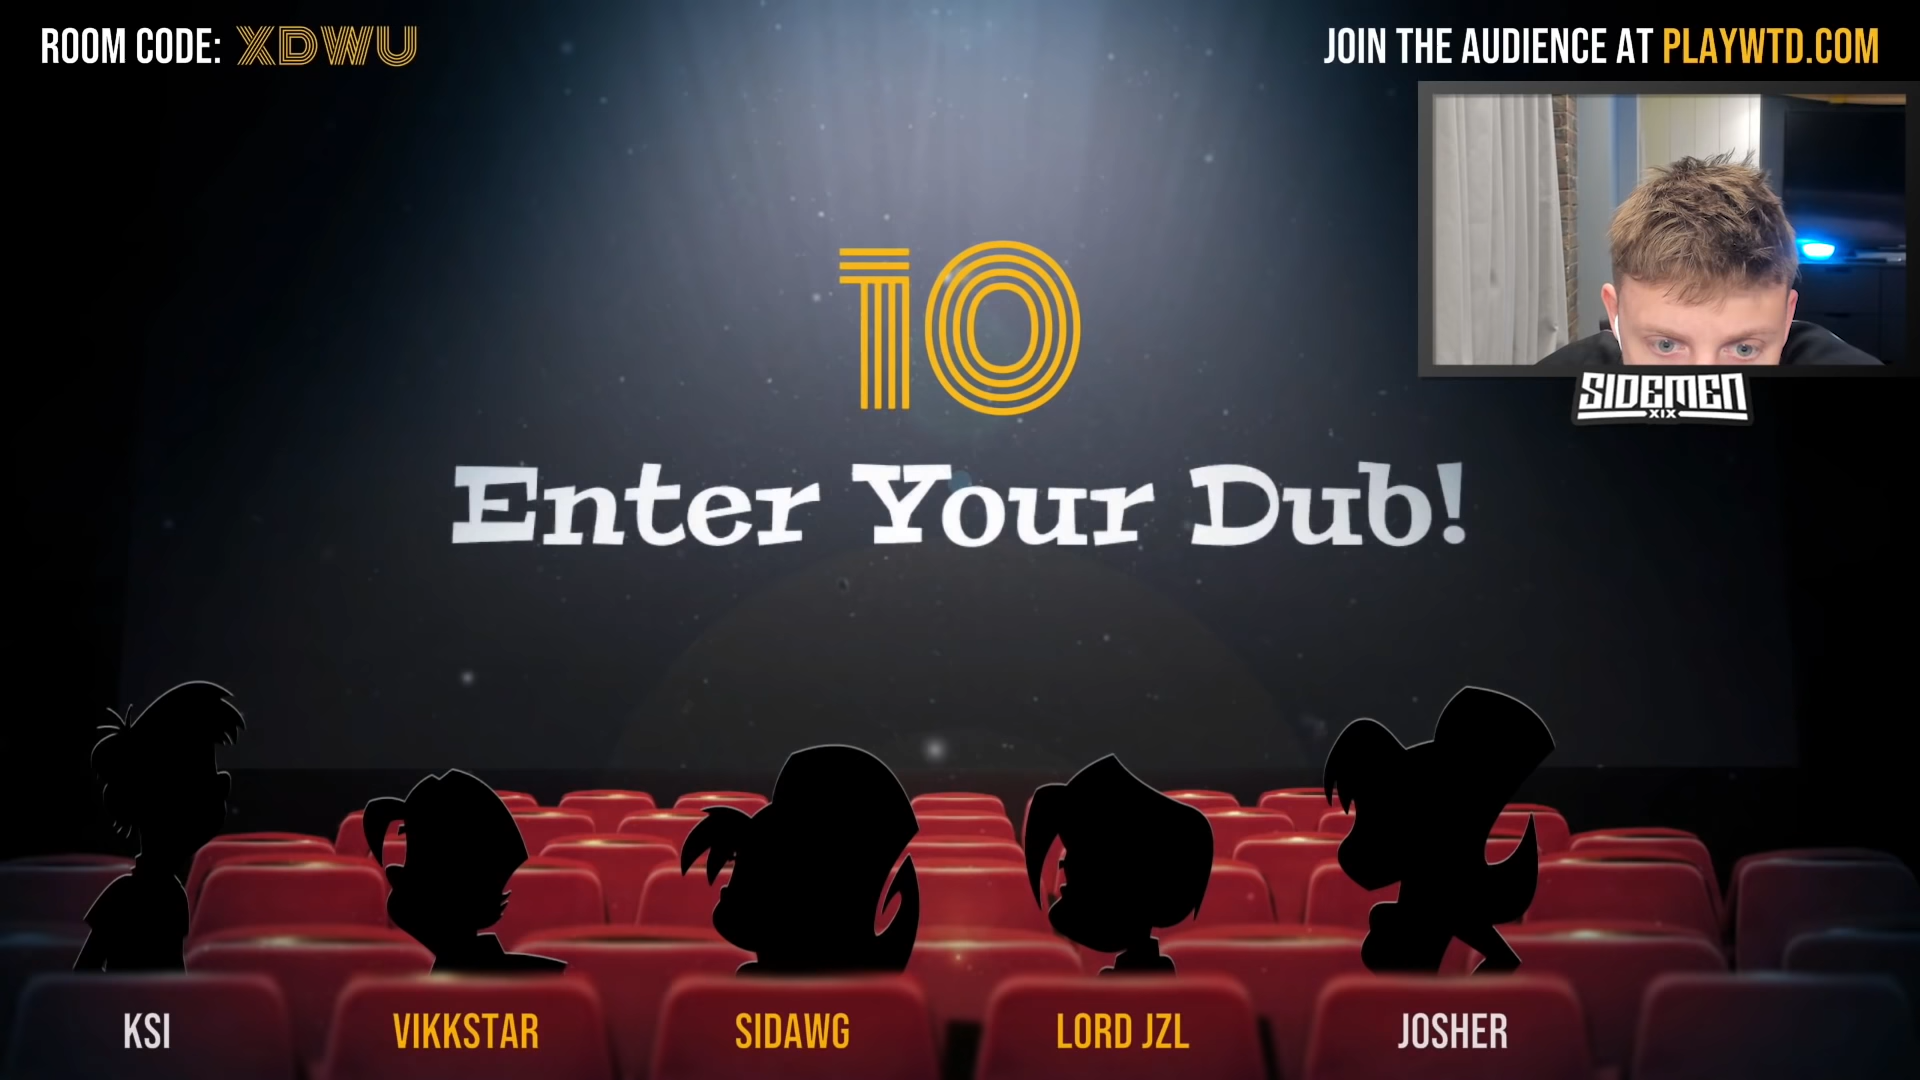 ROOM CODE: XDWU
JOIN THE AUDIENCE AT PLAYWTD.COM
SIDEMEN
XIX
10
Enter Your Dub!
KSI
VIKKSTAR
SIDAWG
LORD JZL
JOSHER